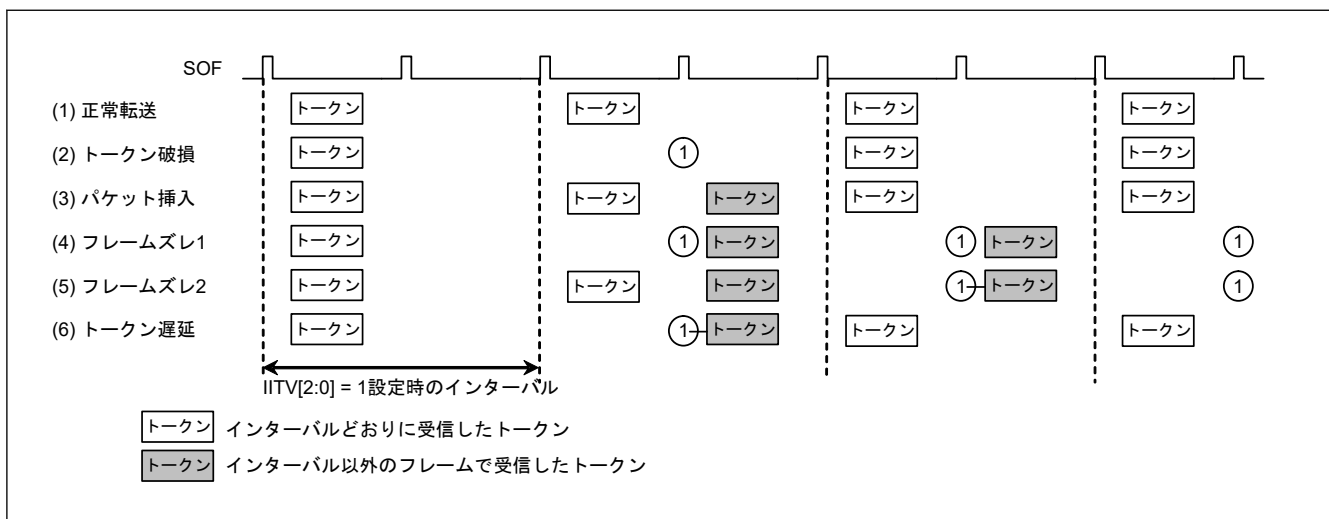 SOF
(1) 正常転送 トークン トークン トークン トークン
(2) トークン破損 トークン 1 トークン トークン
(3) パケット挿入 トークン トークン トークン トークン トークン
(4) フレームズレ1 トークン 1 トークン 1 トークン 1
(5) フレームズレ2 トークン トークン トークン 1 トークン 1
(6) トークン遅延 トークン 1 トークン トークン トークン
IITV[2:0] = 1設定時のインターバル
トークン インターバルどおりに受信したトークン
トークン インターバル以外のフレームで受信したトークン